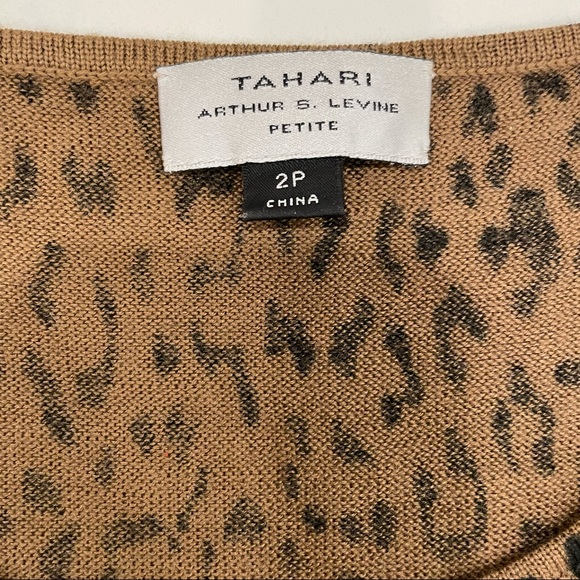 TAHARI
ARTHUR S. LEVINE
PETITE
2P
CHINA